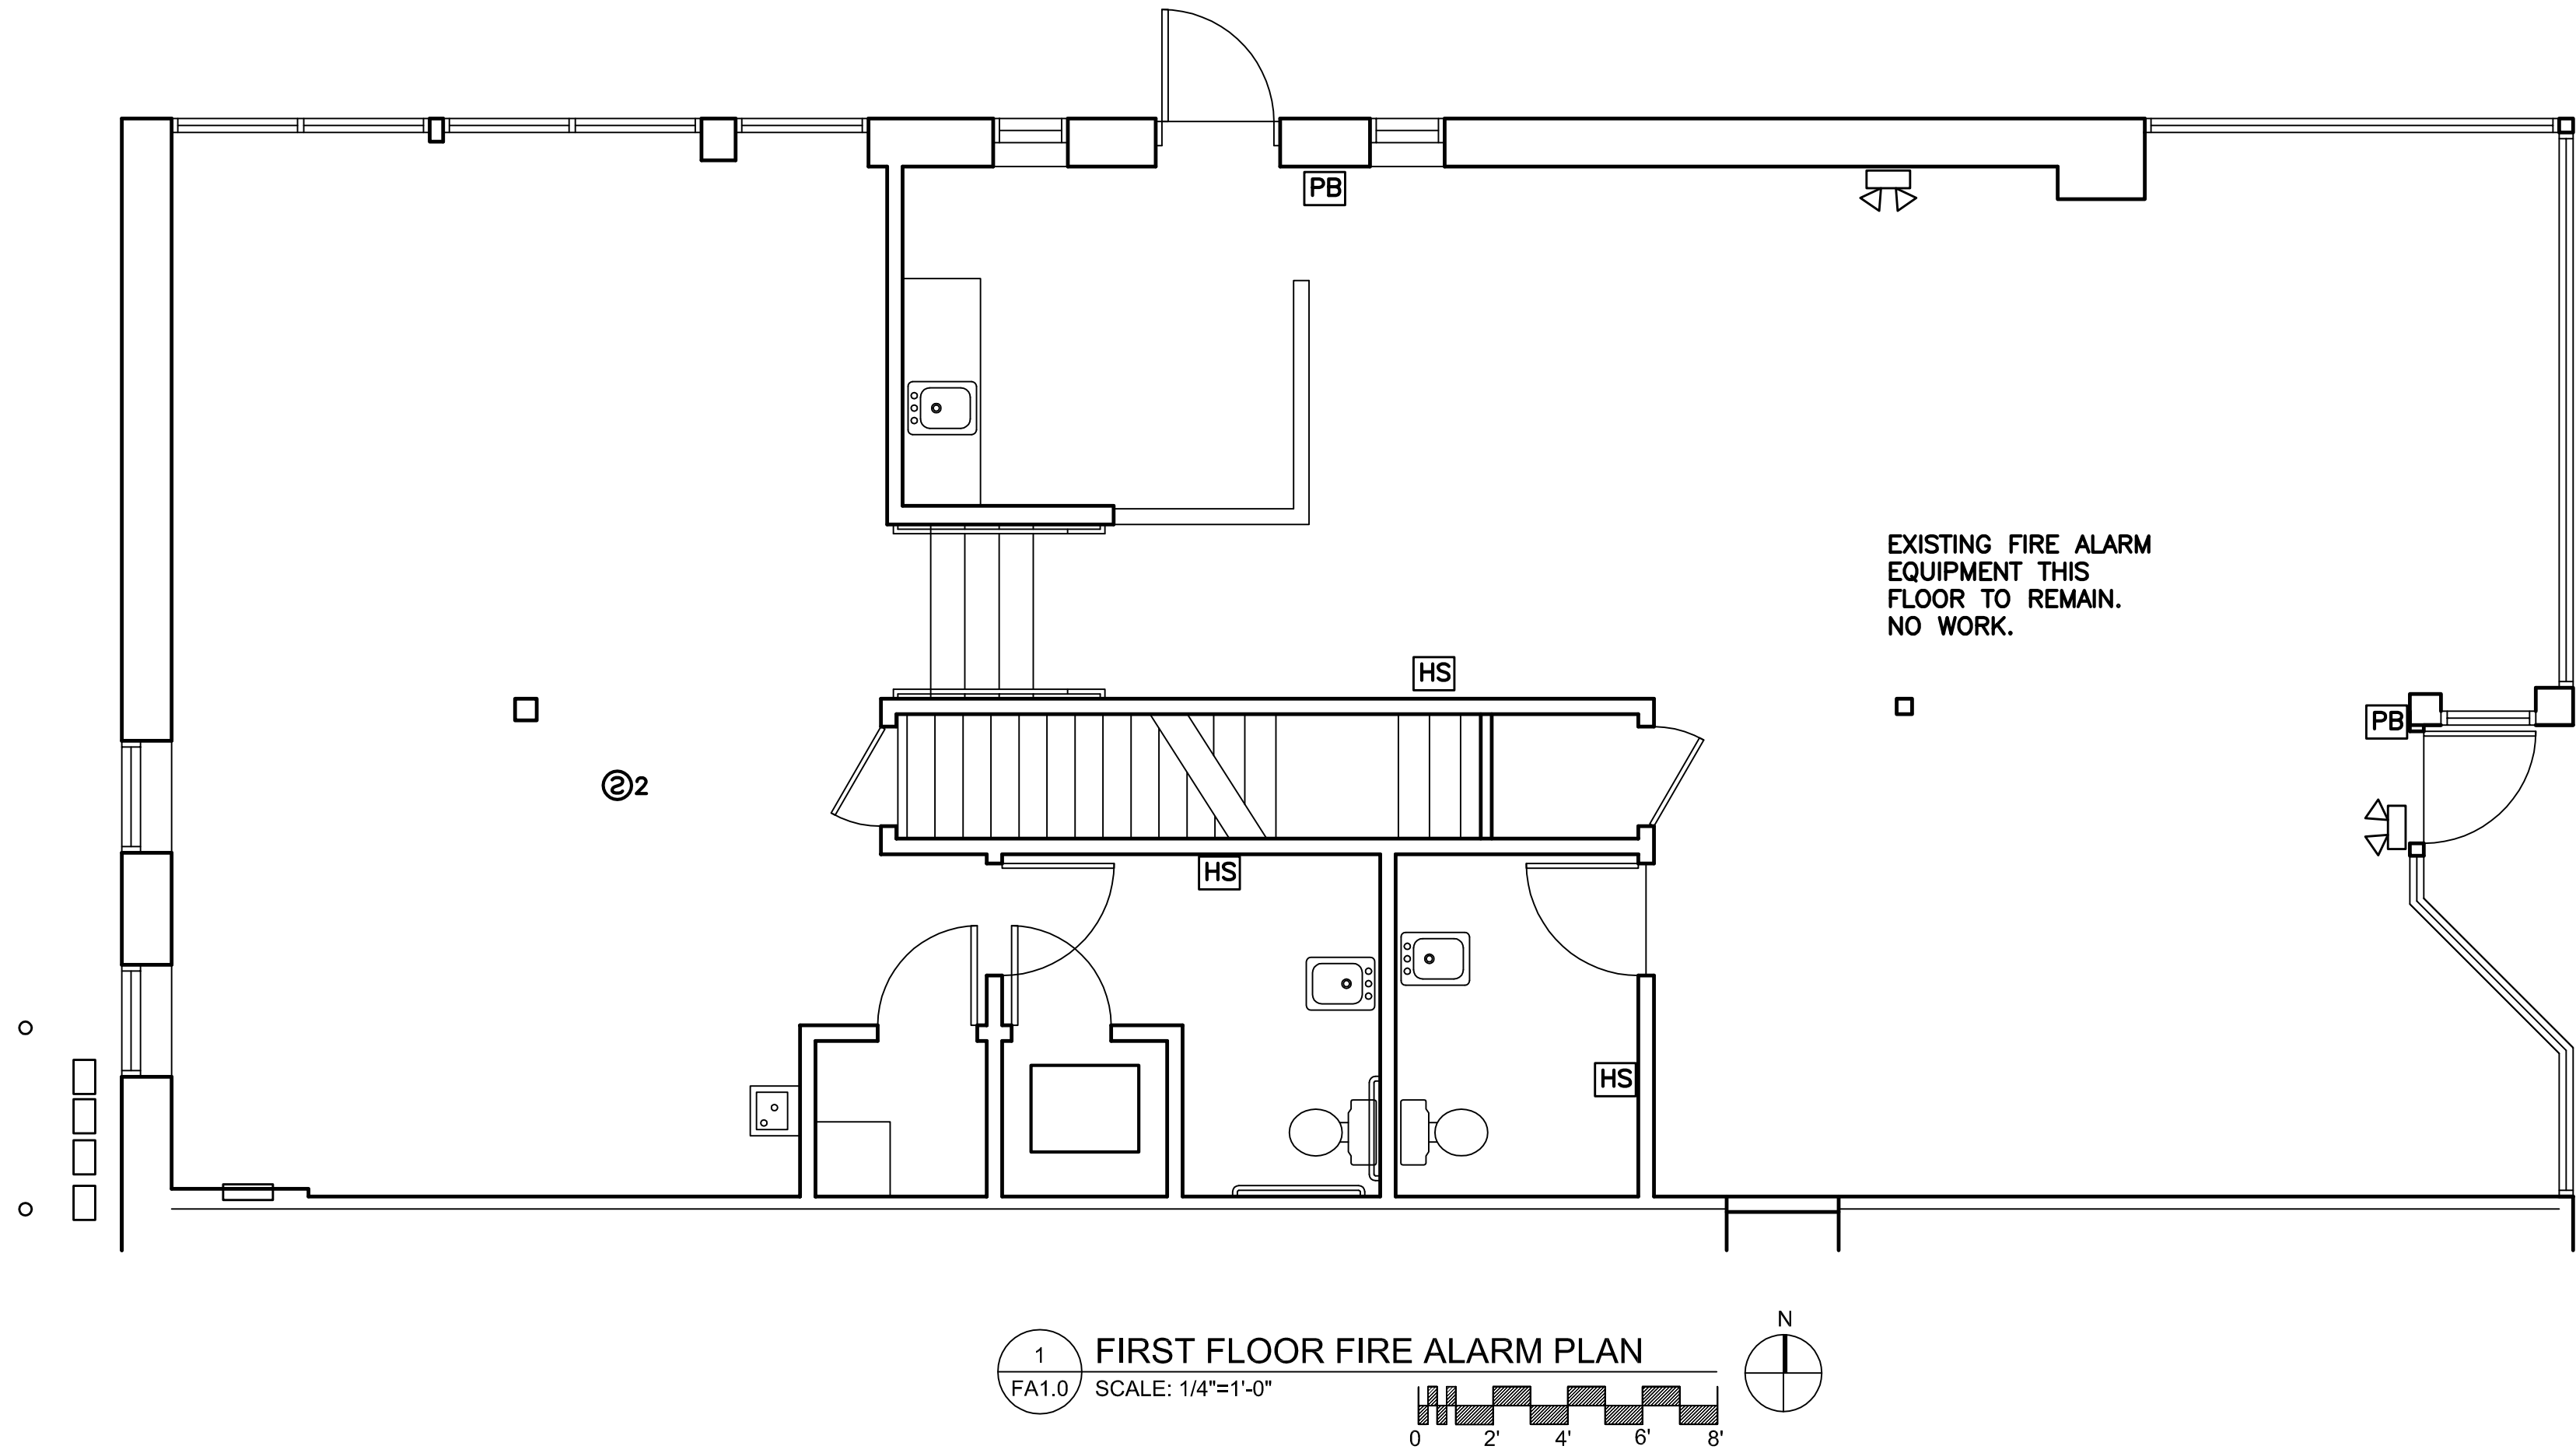 PB
EXISTING FIRE ALARM
EQUIPMENT THIS
FLOOR TO REMAIN.
NO WORK.
HS
PB
S2
HS
HS
N
1
FIRST FLOOR FIRE ALARM PLAN
FA1.0
SCALE: 1/4"=1'-0"
0 2' 4' 6' 8'